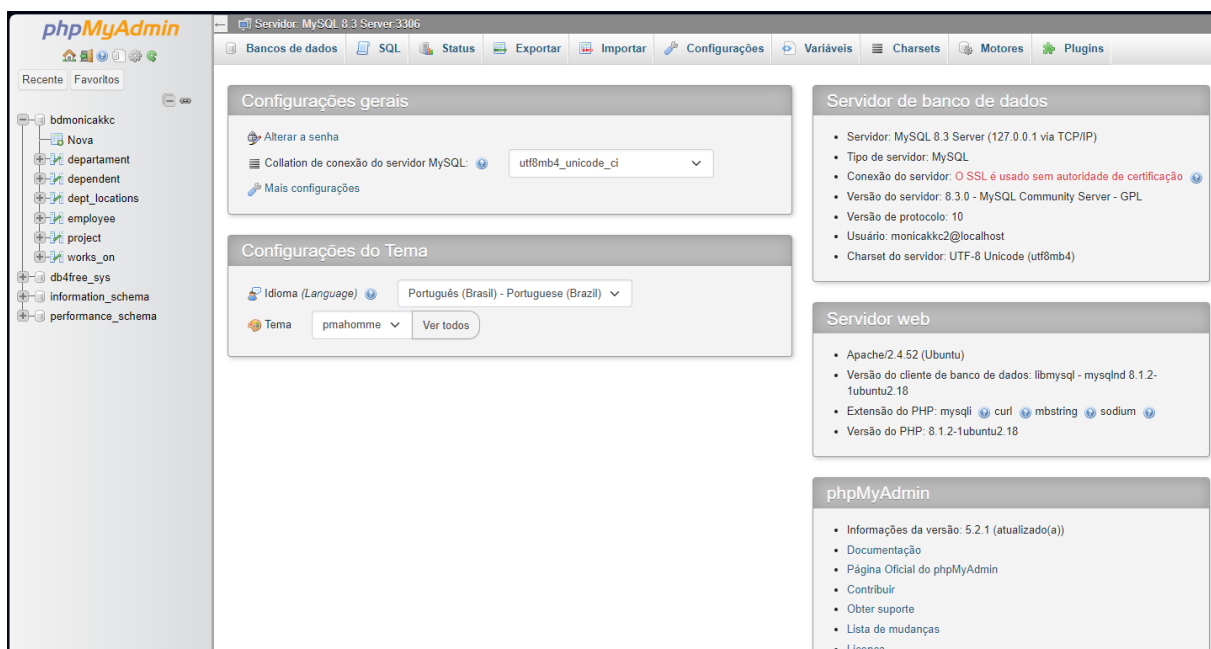 phpMyAdmin
Recente Favoritos
bdmonicakkc
Nova
departament
dependent
dept_locations
employee
project
works_on
db4free_sys
information_schema
performance_schema
Servidor: MySQL 8.3 Server:3306
Bancos de dados SQL Status Exportar Importar Configurações Variáveis Charsets Motores Plugins
Configurações gerais
Alterar a senha
Collation de conexão do servidor MySQL: utf8mb4_unicode_ci
Mais configurações
Configurações do Tema
Idioma (Language) Português (Brasil) - Portuguese (Brazil)
Tema pmahomme Ver todos
Servidor de banco de dados
Servidor: MySQL 8.3 Server (127.0.0.1 via TCP/IP)
Tipo de servidor: MySQL
Conexão do servidor: O SSL é usado sem autoridade de certificação
Versão do servidor: 8.3.0 - MySQL Community Server - GPL
Versão de protocolo: 10
Usuário: monicakkc2@localhost
Charset do servidor: UTF-8 Unicode (utf8mb4)
Servidor web
Apache/2.4.52 (Ubuntu)
Versão do cliente de banco de dados: libmysql - mysqlnd 8.1.2-
1ubuntu2.18
Extensão do PHP: mysqli curl mbstring sodium
Versão do PHP: 8.1.2-1ubuntu2.18
phpMyAdmin
Informações da versão: 5.2.1 (atualizado(a))
Documentação
Página Oficial do phpMyAdmin
Contribuir
Obter suporte
Lista de mudanças
Licença